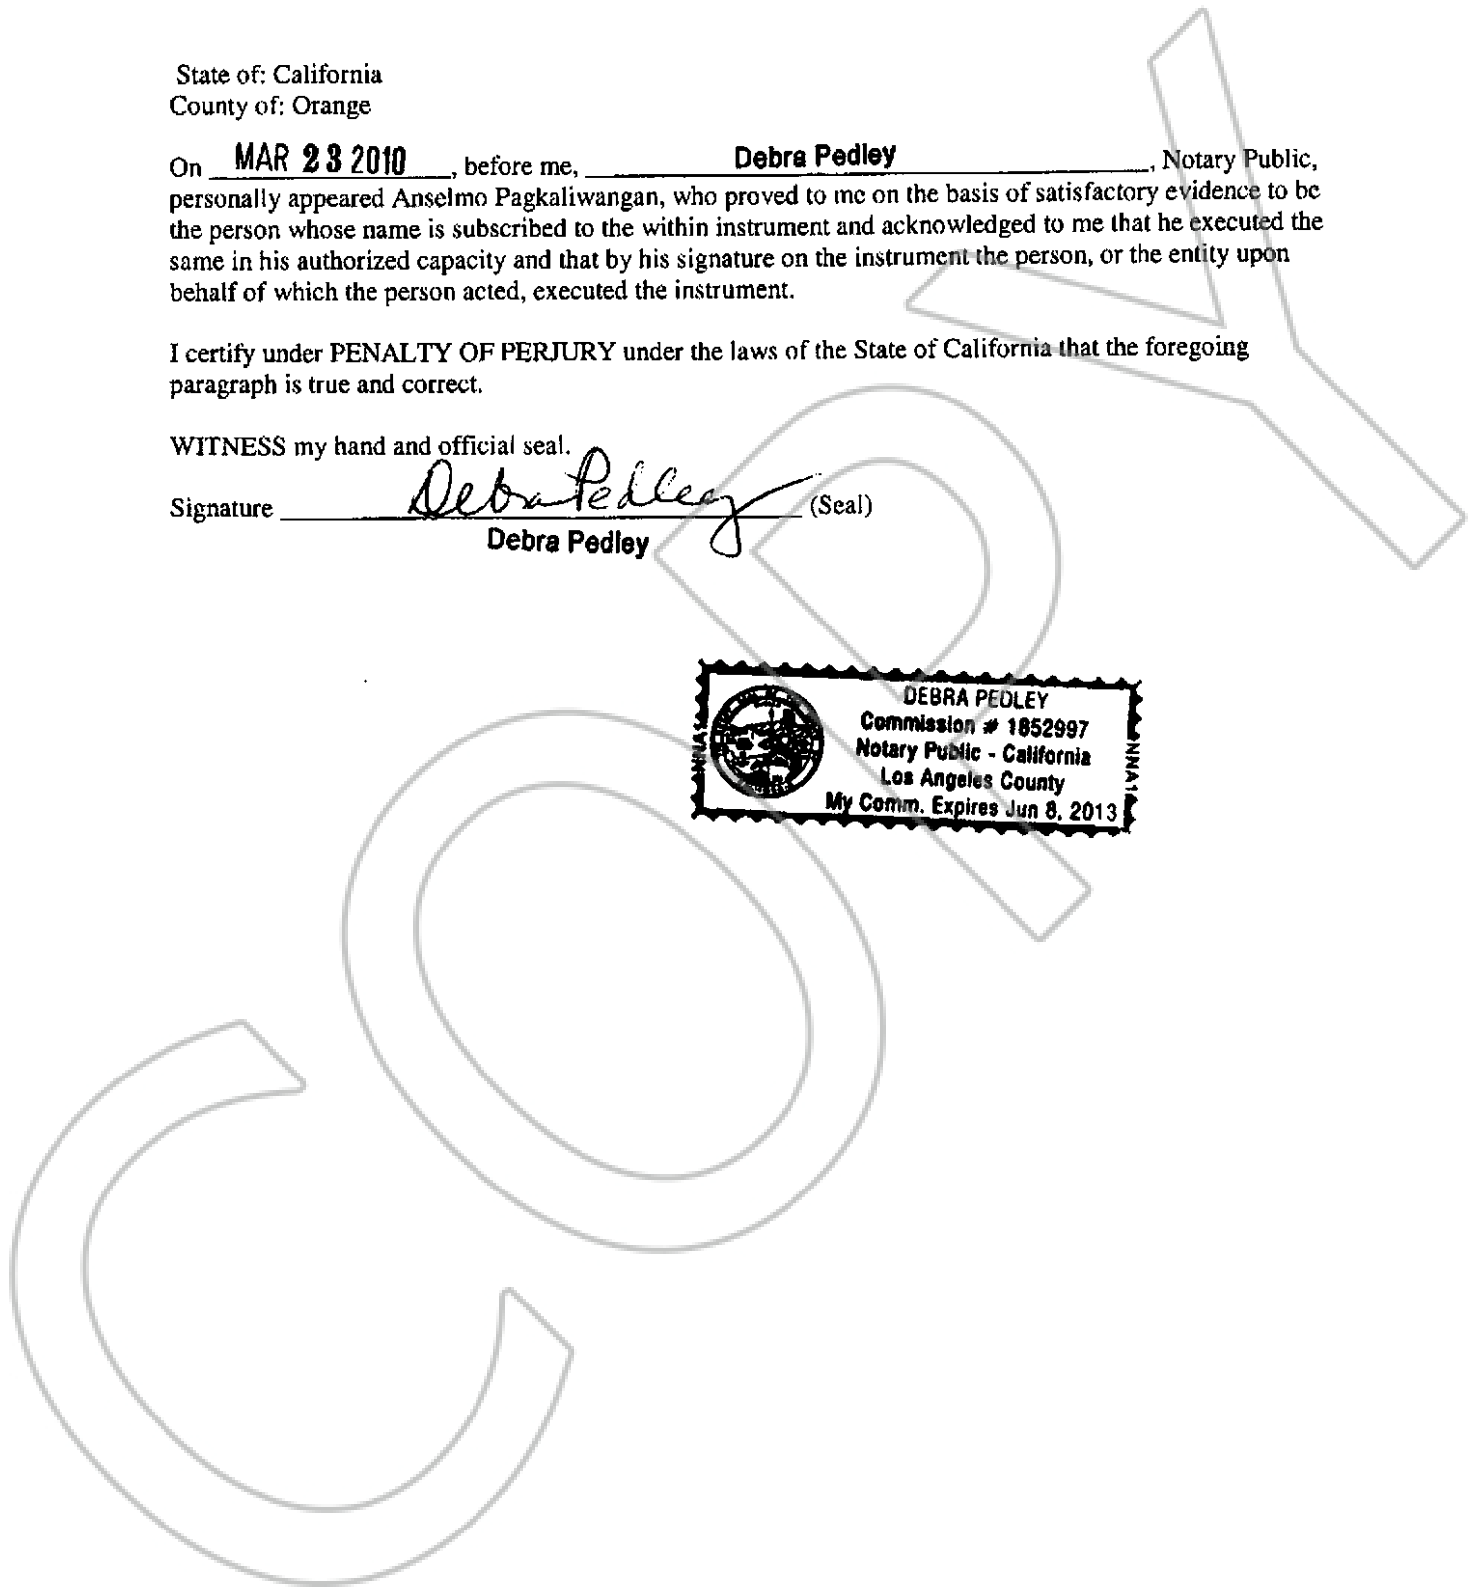 State of: California
County of: Orange
On MAR 23 2010, before me, Debra Pedley, Notary Public,
personally appeared Anselmo Pagkaliwangan, who proved to me on the basis of satisfactory evidence to be
the person whose name is subscribed to the within instrument and acknowledged to me that he executed the
same in his authorized capacity and that by his signature on the instrument the person, or the entity upon
behalf of which the person acted, executed the instrument.
I certify under PENALTY OF PERJURY under the laws of the State of California that the foregoing
paragraph is true and correct.
WITNESS my hand and official seal.
Signature Debra Pedley (Seal)
Debra Pedley
DEBRA PEDLEY
Commission # 1852997
Notary Public - California
Los Angeles County
My Comm. Expires Jun 8, 2013
NNA1
NNA1
COPY